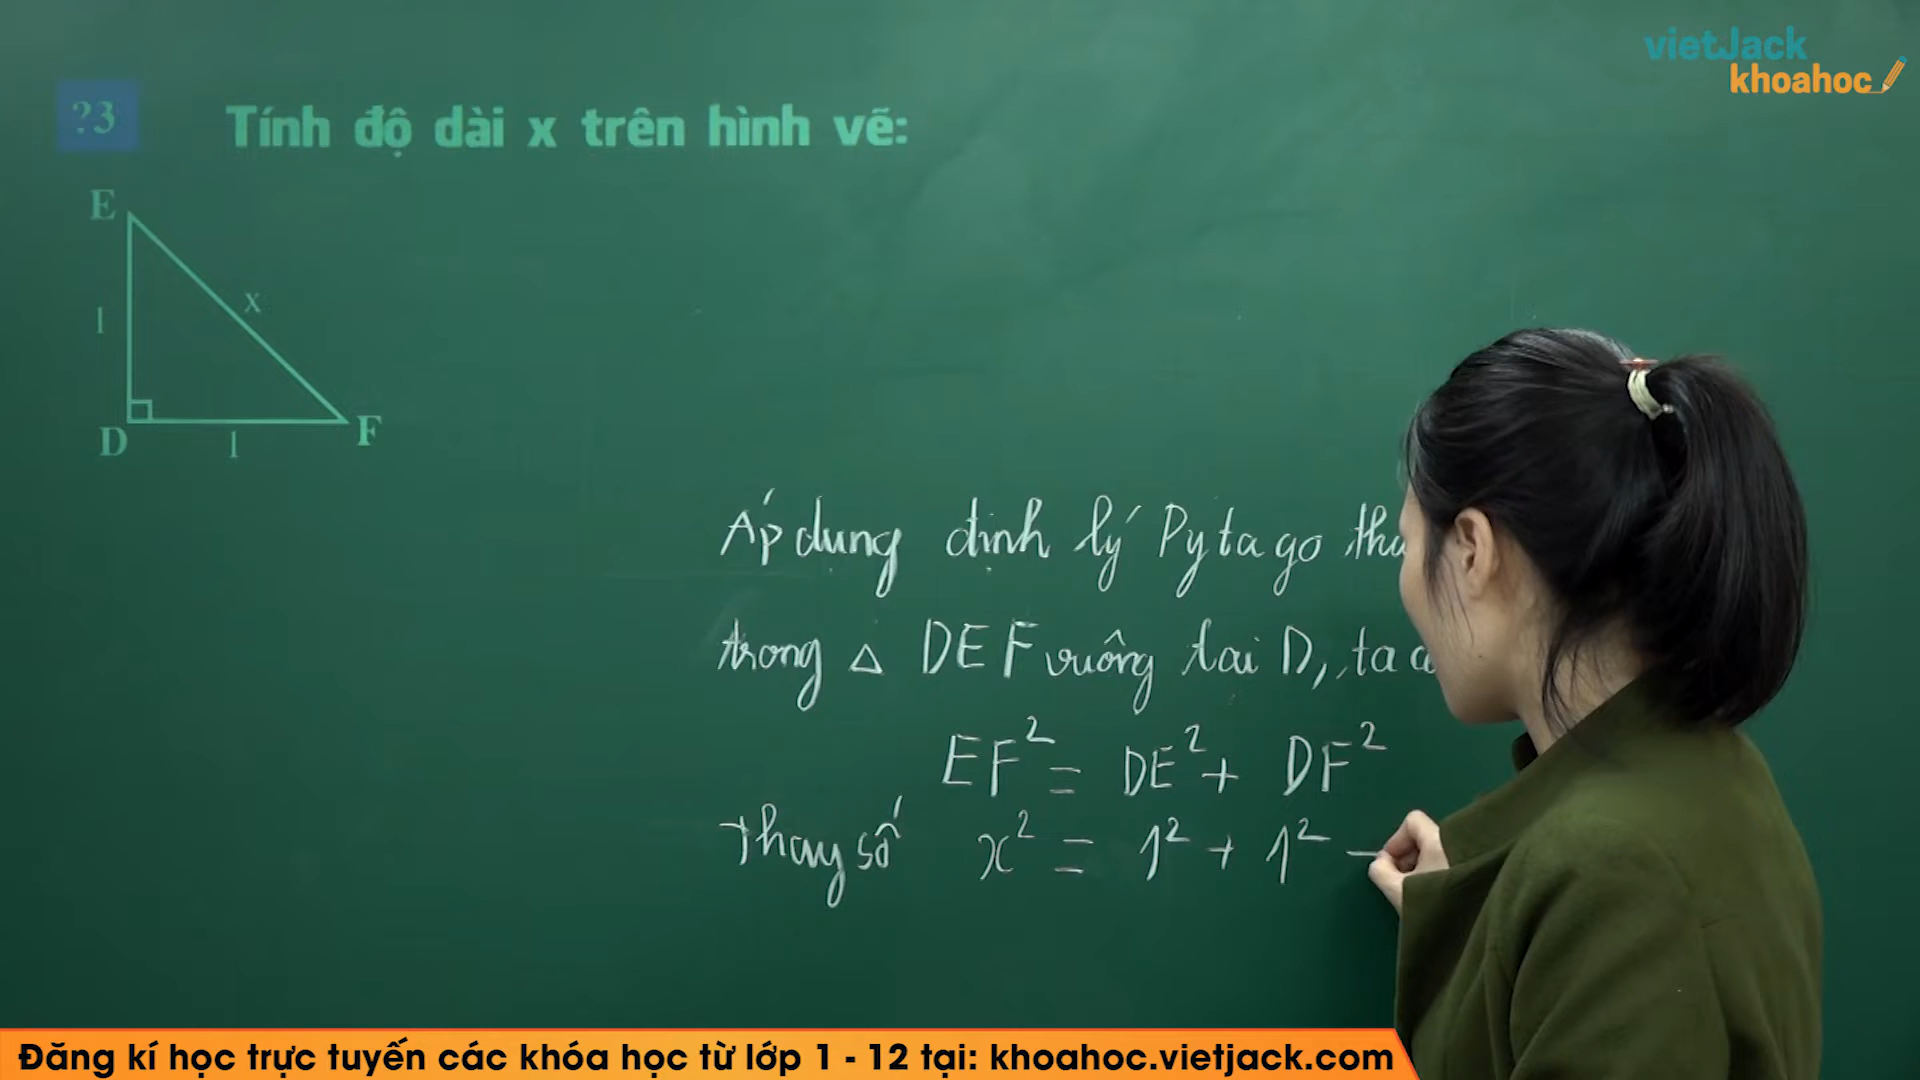 vietJack
khoahoc
?3
Tính độ dài x trên hình vẽ:
E
1
x
D
1
F
Áp dụng định lý Pytago
trong △ DEF vuông tại D, ta
EF² = DE² + DF²
Thay số x² = 1² + 1²
Đăng kí học trực tuyến các khóa học từ lớp 1 - 12 tại: khoahoc.vietjack.com